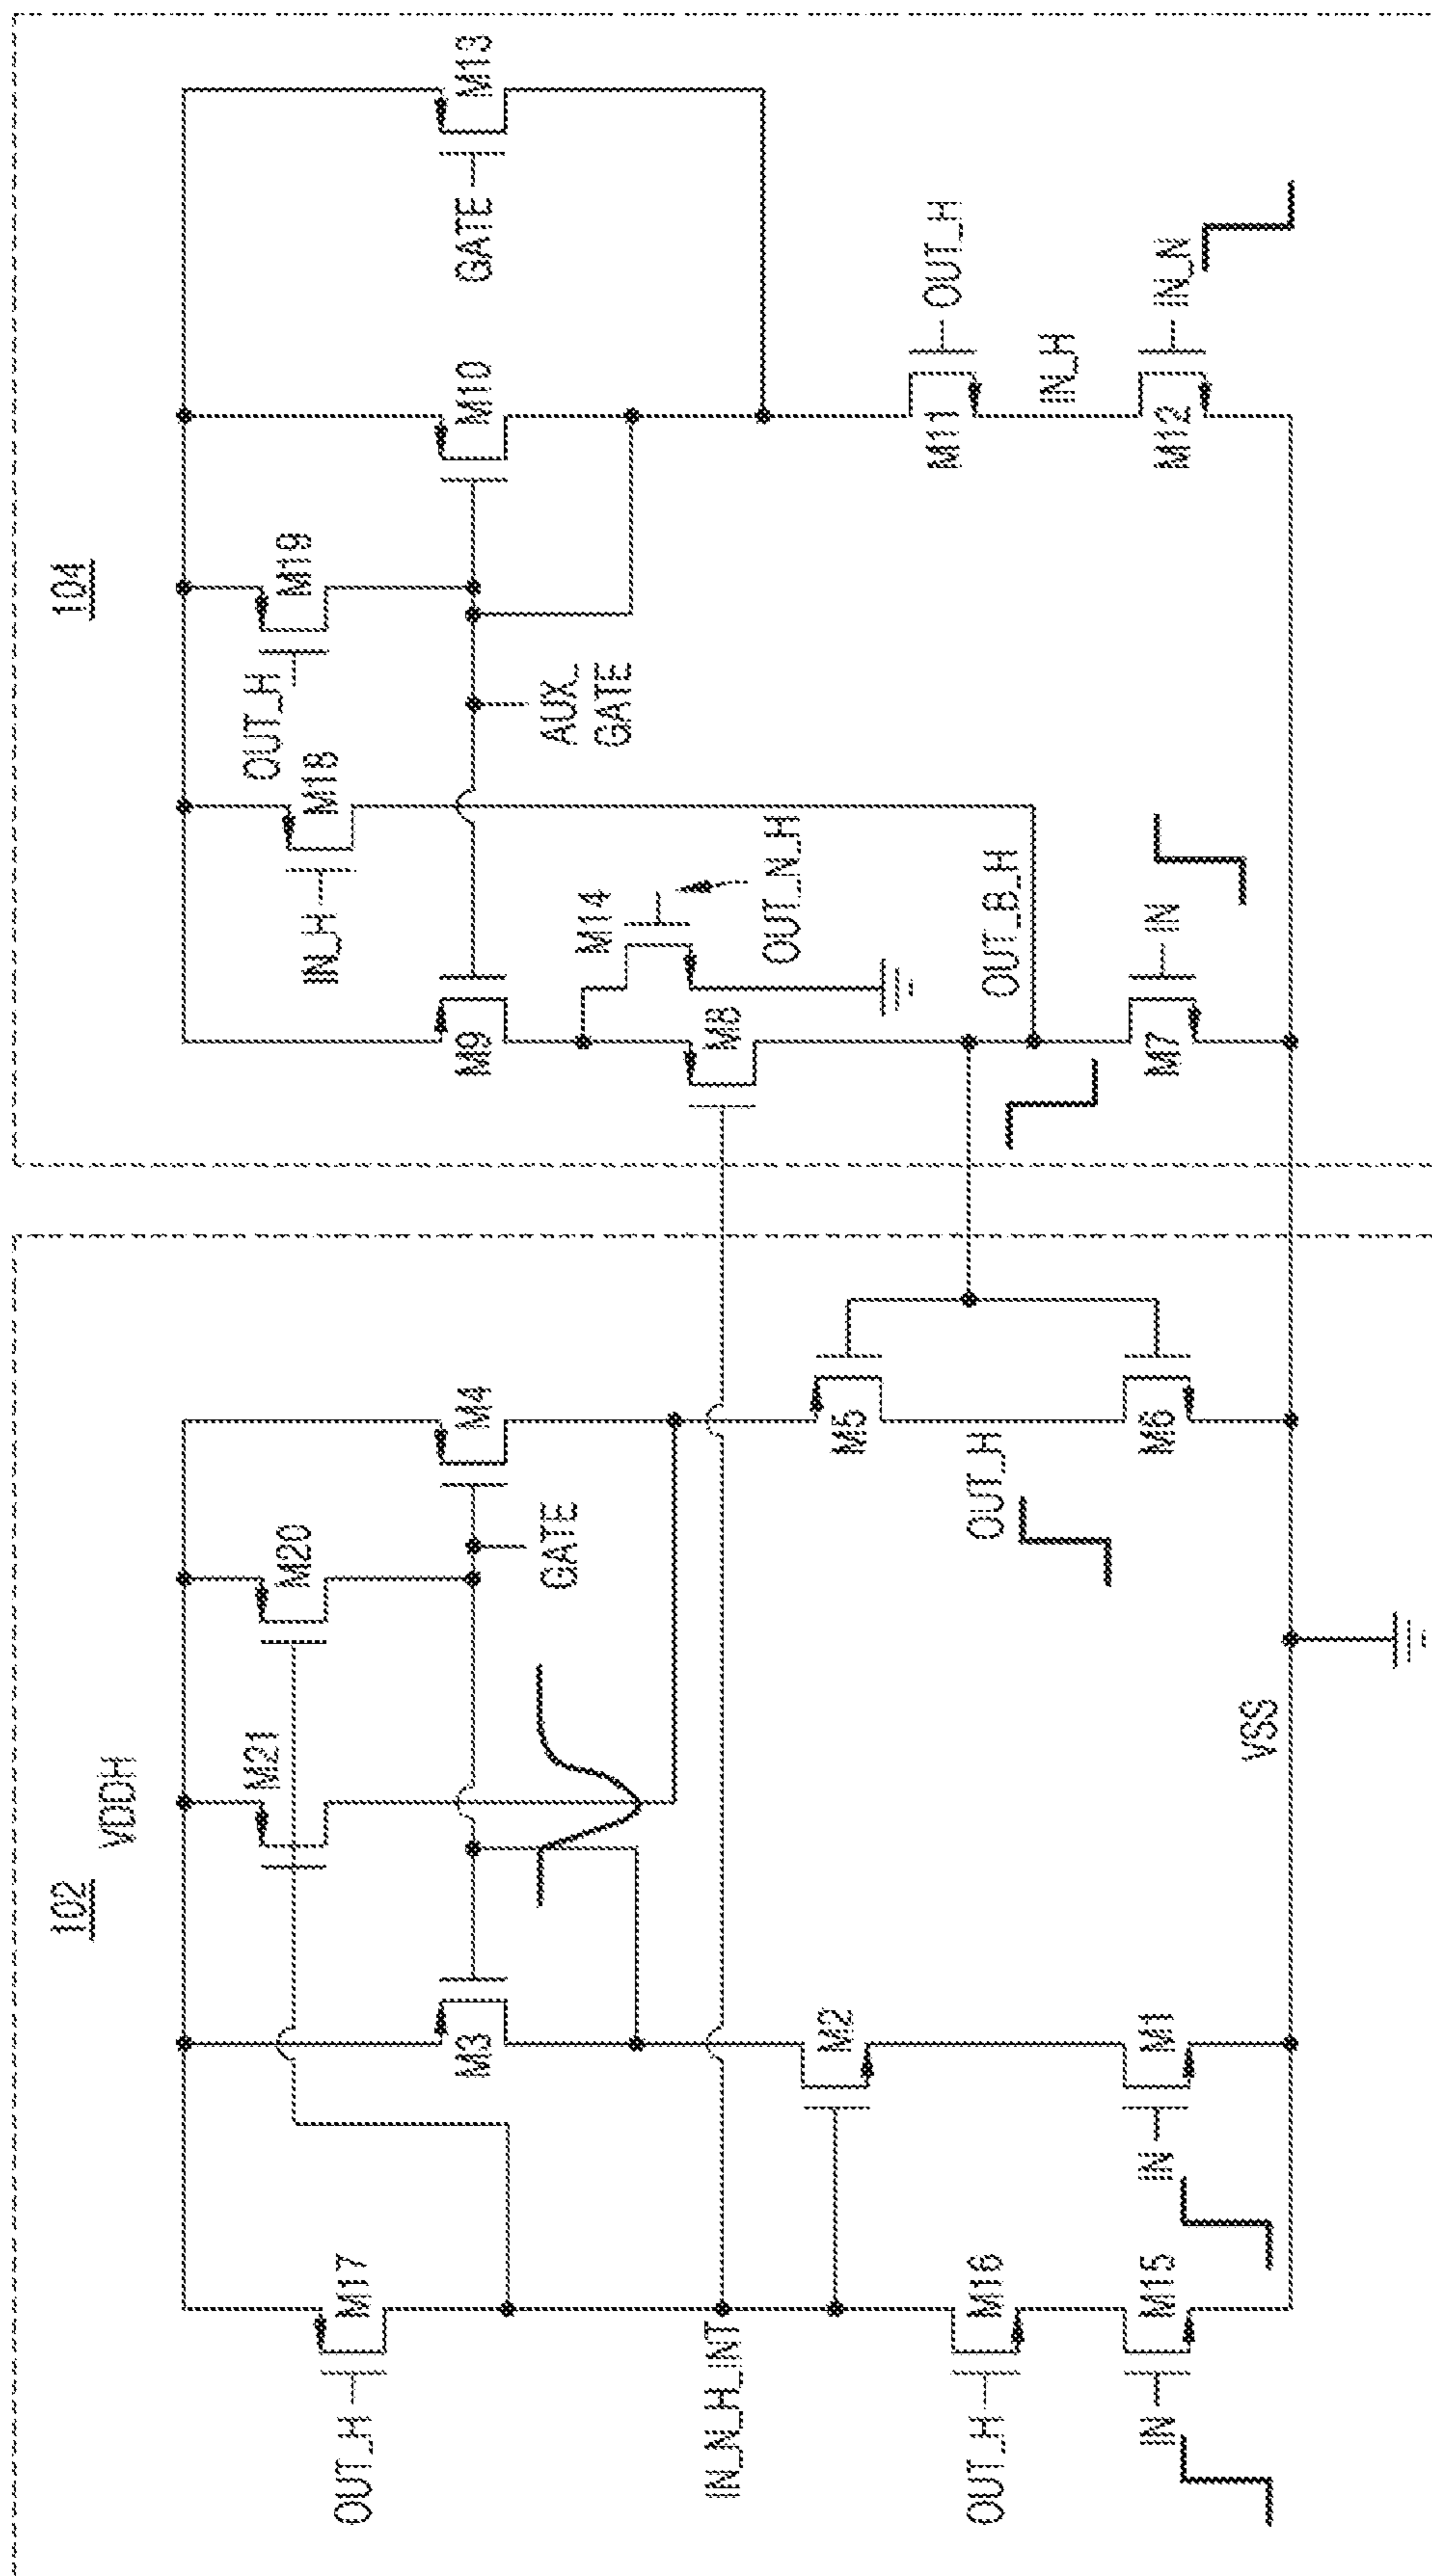 102
VDDH
104
M17
OUT_H
M21
M20
M3
M4
GATE
IN_N_H_INT
M2
M16
OUT_H
M15
IN
M1
IN
M5
OUT_H
M6
VSS
M18
IN_H
M19
OUT_H
M9
M10
M13
GATE
AUX_
GATE
M14
OUT_N_H
M8
OUT_B_H
M7
IN
M11
OUT_H
IN_H
M12
IN_N